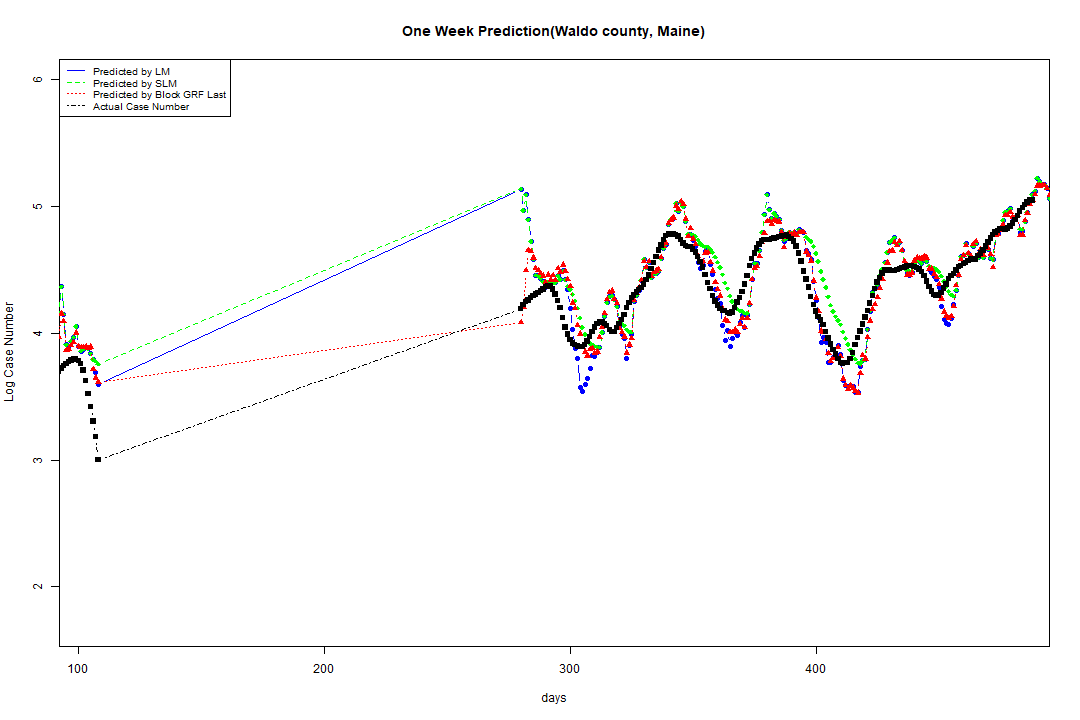 One Week Prediction(Waldo county, Maine)
Predicted by LM
Predicted by SLM
Predicted by Block GRF Last
Actual Case Number
Log Case Number
6
5
4
3
2
100 200 300 400
days